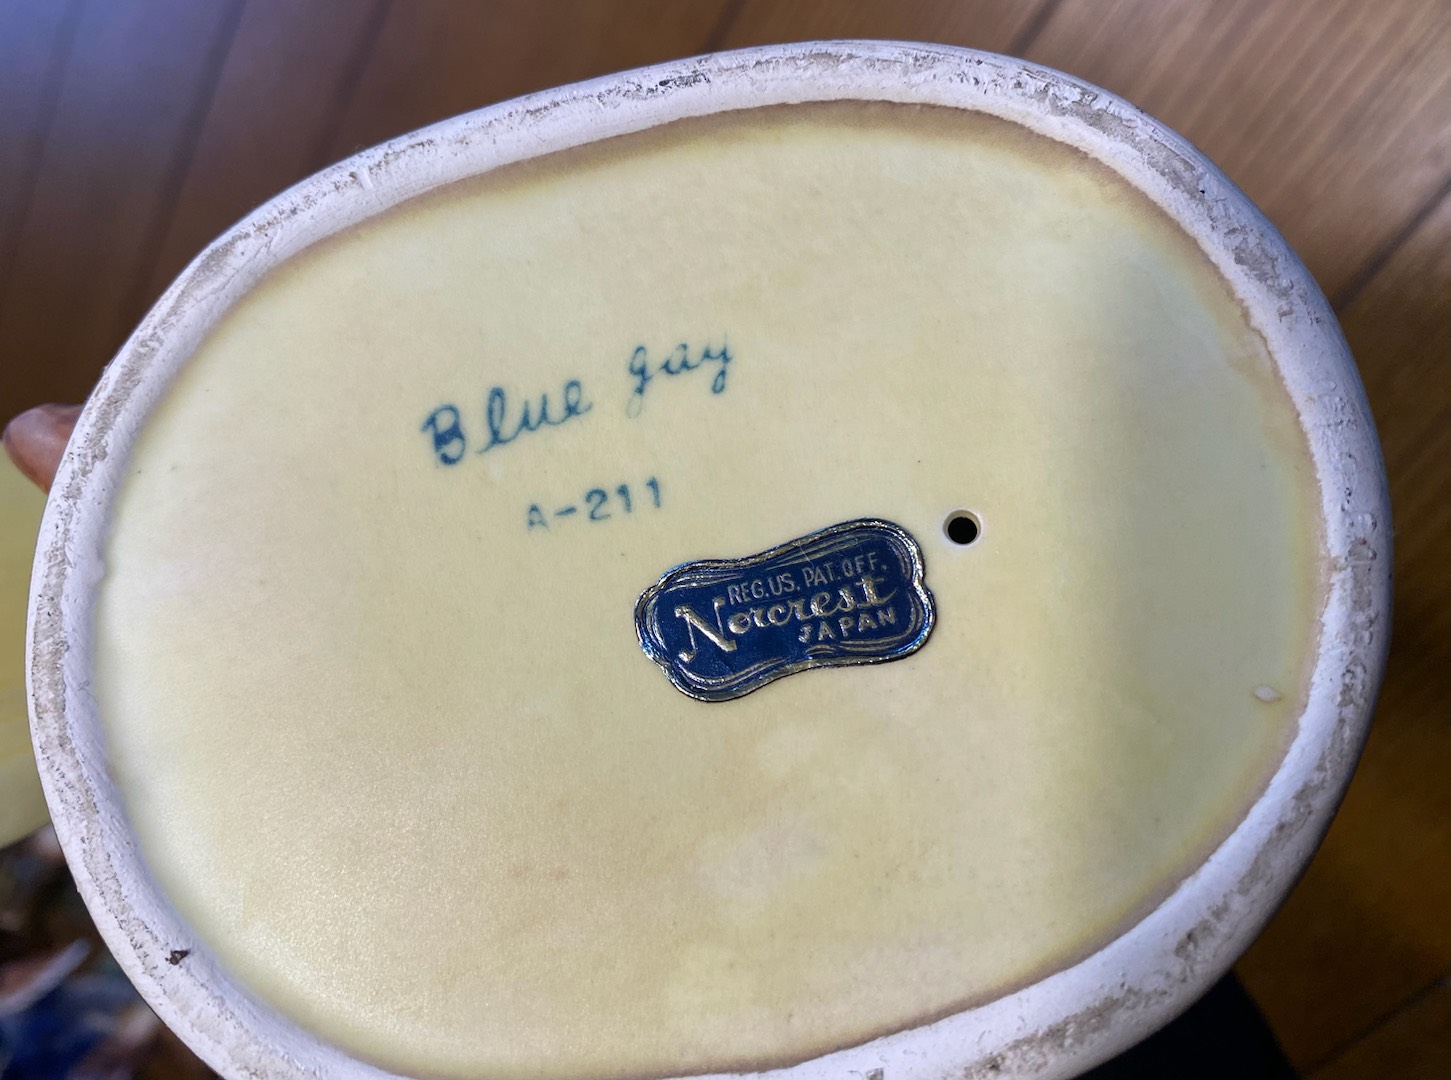 Blue gay
A-211
REG.US. PAT.OFF.
Norcrest
JAPAN